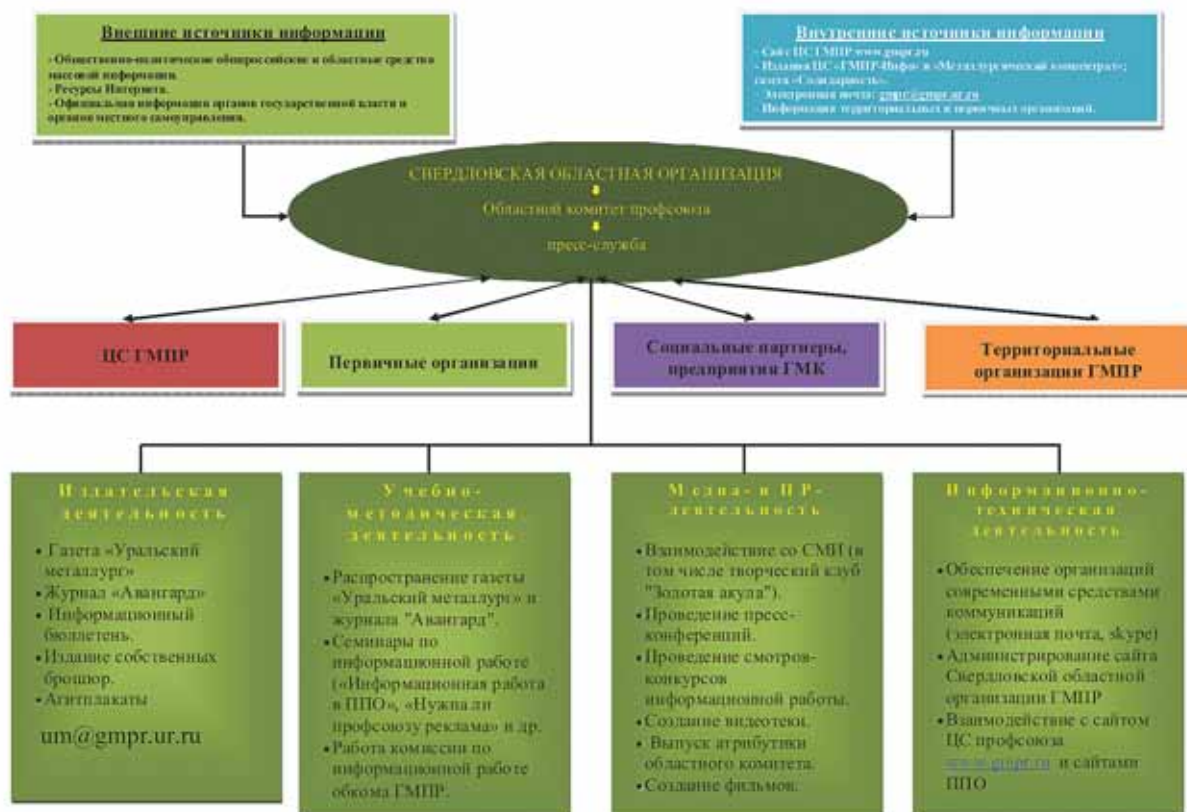 Внешние источники информации
- Общественно-политические общероссийские и областные средства
массовой информации.
- Ресурсы Интернета.
- Официальная информация органов государственной власти и
органов местного самоуправления.
Внутренние источники информации
- Сайт ЦС ГМПР www.gmpr.ru
- Издания ЦС «ГМПР-Инфо» и «Металлургический компонент»;
газета «Солидарность».
Электронная почта: gmpr@gmpr.ur.ru
Информация территориальных и первичных организаций.
СВЕРДЛОВСКАЯ ОБЛАСТНАЯ ОРГАНИЗАЦИЯ
Областной комитет профсоюза
пресс-служба
ЦС ГМПР
Первичные организации
Социальные партнеры,
предприятия ГМК
Территориальные
организации ГМПР
Издательская
деятельность
• Газета «Уральский
металлург»
• Журнал «Авангард»
• Информационный
бюллетень.
• Издание собственных
брошюр.
• Агитплакаты
um@gmpr.ur.ru
Учебно-
методическая
деятельность
• Распространение газеты
«Уральский металлург» и
журнала "Авангард".
• Семинары по
информационной работе
(«Информационная работа
в ППО», «Нужна ли
профсоюзу реклама» и др.
• Работа комиссии по
информационной работе
обкома ГМПР.
Медиа- и ПР-
деятельность
• Взаимодействие со СМИ (в
том числе творческий клуб
"Золотая акула").
• Проведение пресс-
конференций.
• Проведение смотров-
конкурсов
информационной работы.
• Создание видеотеки.
• Выпуск атрибутики
областного комитета.
• Создание фильмов.
Информационно-
техническая
деятельность
• Обеспечение организаций
современными средствами
коммуникаций
(электронная почта, skype)
• Администрирование сайта
Свердловской областной
организации ГМПР
• Взаимодействие с сайтом
ЦС профсоюза
www.gmpr.ru и сайтами
ППО